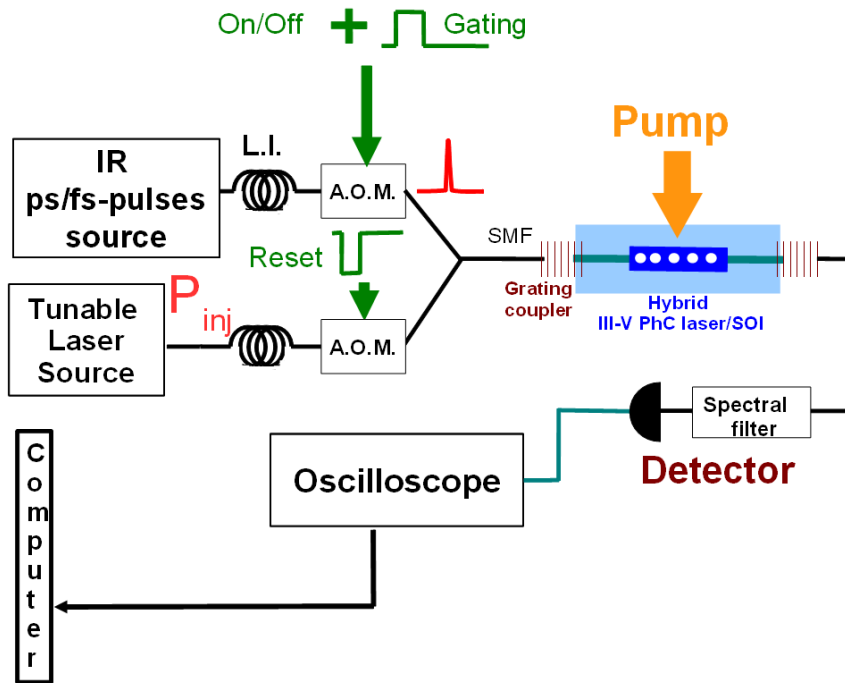 On/Off + Gating
Pump
L.I.
IR
ps/fs-pulses
source
A.O.M.
SMF
Reset
Grating
coupler
Hybrid
III-V PhC laser/SOI
P inj
Tunable
Laser
Source
A.O.M.
Spectral
filter
Detector
Oscilloscope
Computer